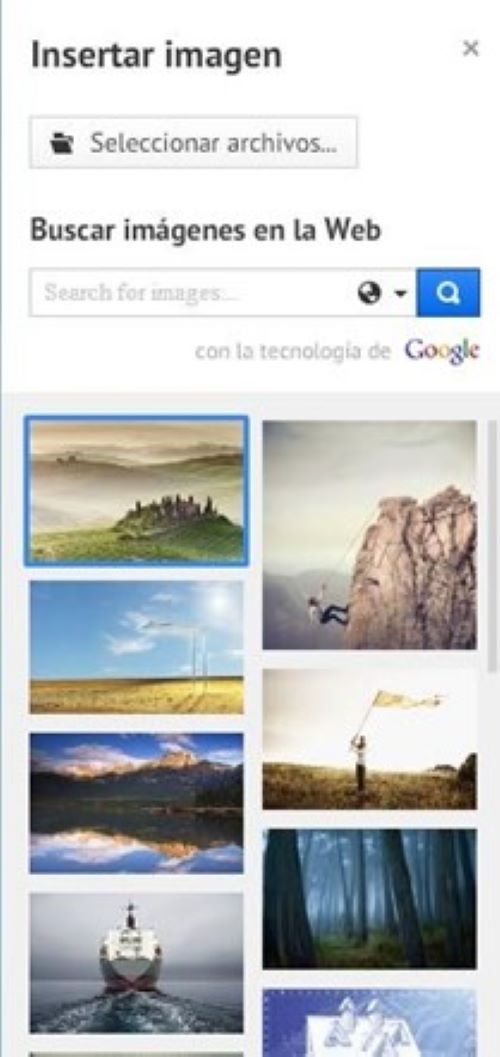 Insertar imagen
Seleccionar archivos...
Buscar imágenes en la Web
Search for images...
con la tecnología de Google